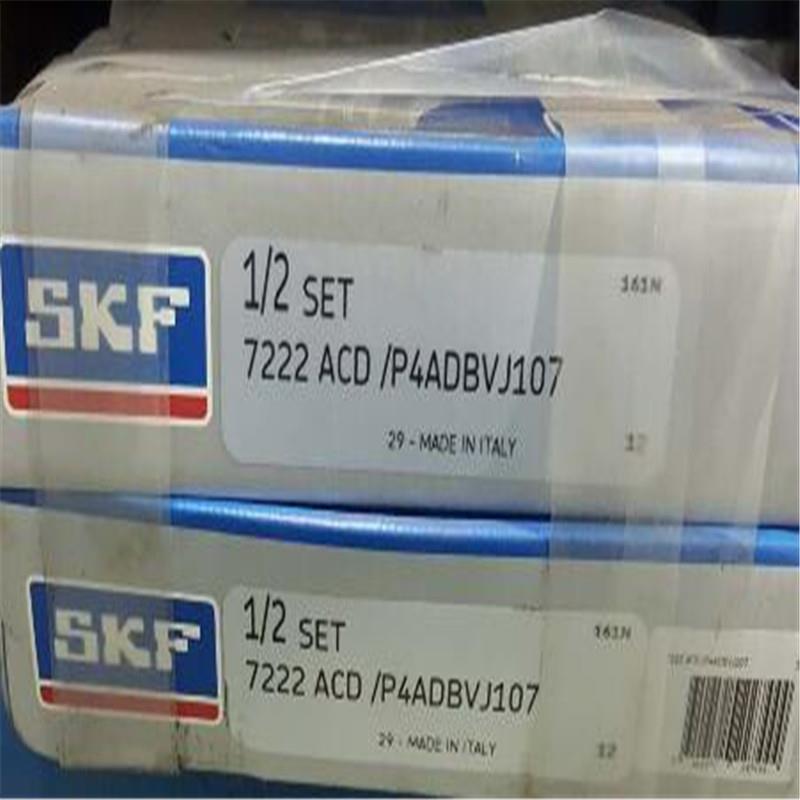 SKF
1/2 SET
161N
7222 ACD /P4ADBVJ107
29 - MADE IN ITALY
12
SKF
1/2 SET
161N
7222 ACD /P4ADBVJ107
29 - MADE IN ITALY
12